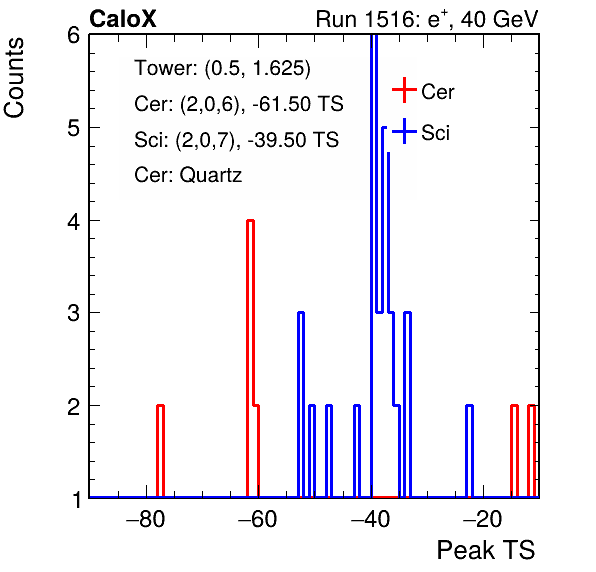 CaloX Run 1516: e⁺, 40 GeV
Counts
Tower: (0.5, 1.625)
Cer: (2,0,6), -61.50 TS
Sci: (2,0,7), -39.50 TS
Cer: Quartz
Cer
Sci
6
5
4
3
2
1
−80 −60 −40 −20
Peak TS